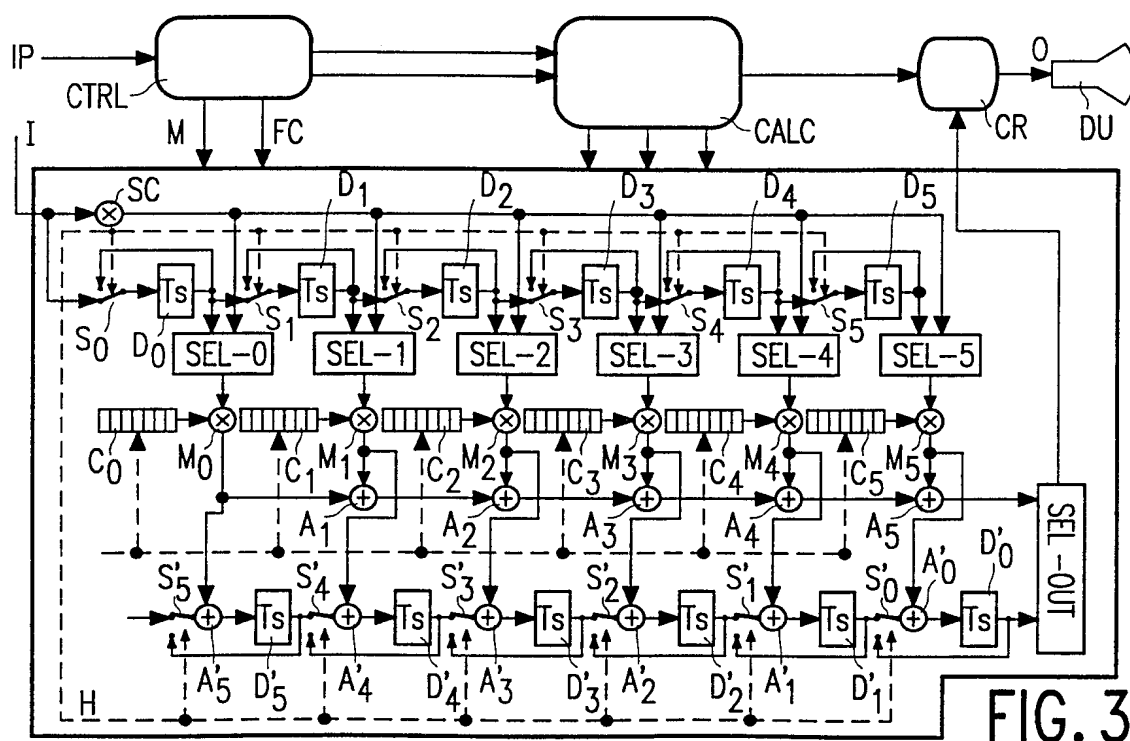 IP
CTRL
CALC
CR
O
DU
M
FC
I
SC
D₁
D₂
D₃
D₄
D₅
Ts
Ts
Ts
Ts
Ts
Ts
S₀
D₀
S₁
S₂
S₃
S₄
S₅
SEL-0
SEL-1
SEL-2
SEL-3
SEL-4
SEL-5
C₀
M₀
C₁
M₁
C₂
M₂
C₃
M₃
C₄
M₄
C₅
M₅
A₁
A₂
A₃
A₄
A₅
SEL-OUT
S'₅
S'₄
S'₃
S'₂
S'₁
S'₀
A'₀
D'₀
Ts
Ts
Ts
Ts
Ts
Ts
A'₅
D'₅
A'₄
D'₄
A'₃
D'₃
A'₂
D'₂
A'₁
D'₁
H
FIG. 3